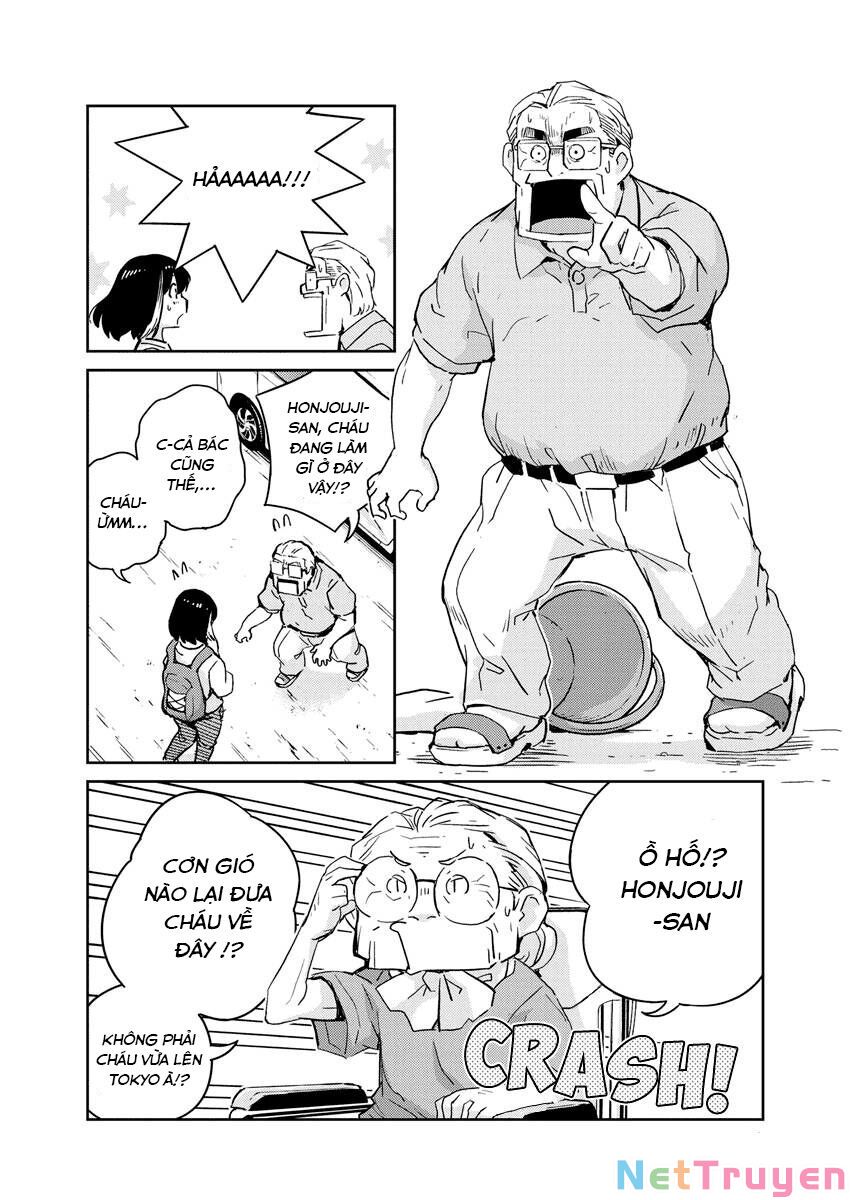 HẢAAAAA!!!
HONJOUJI-
SAN, CHÁU
ĐANG LÀM
GÌ Ở ĐÂY
VẬY!?
C-CẢ BÁC
CŨNG
THẾ,...
CHÁU-
ỪMM...
Ồ HỐ!?
HONJOUJI
-SAN
CƠN GIÓ
NÀO LẠI ĐƯA
CHÁU VỀ
ĐÂY !?
KHÔNG PHẢI
CHÁU VỪA LÊN
TOKYO À!?
CRASH!
NetTruyen